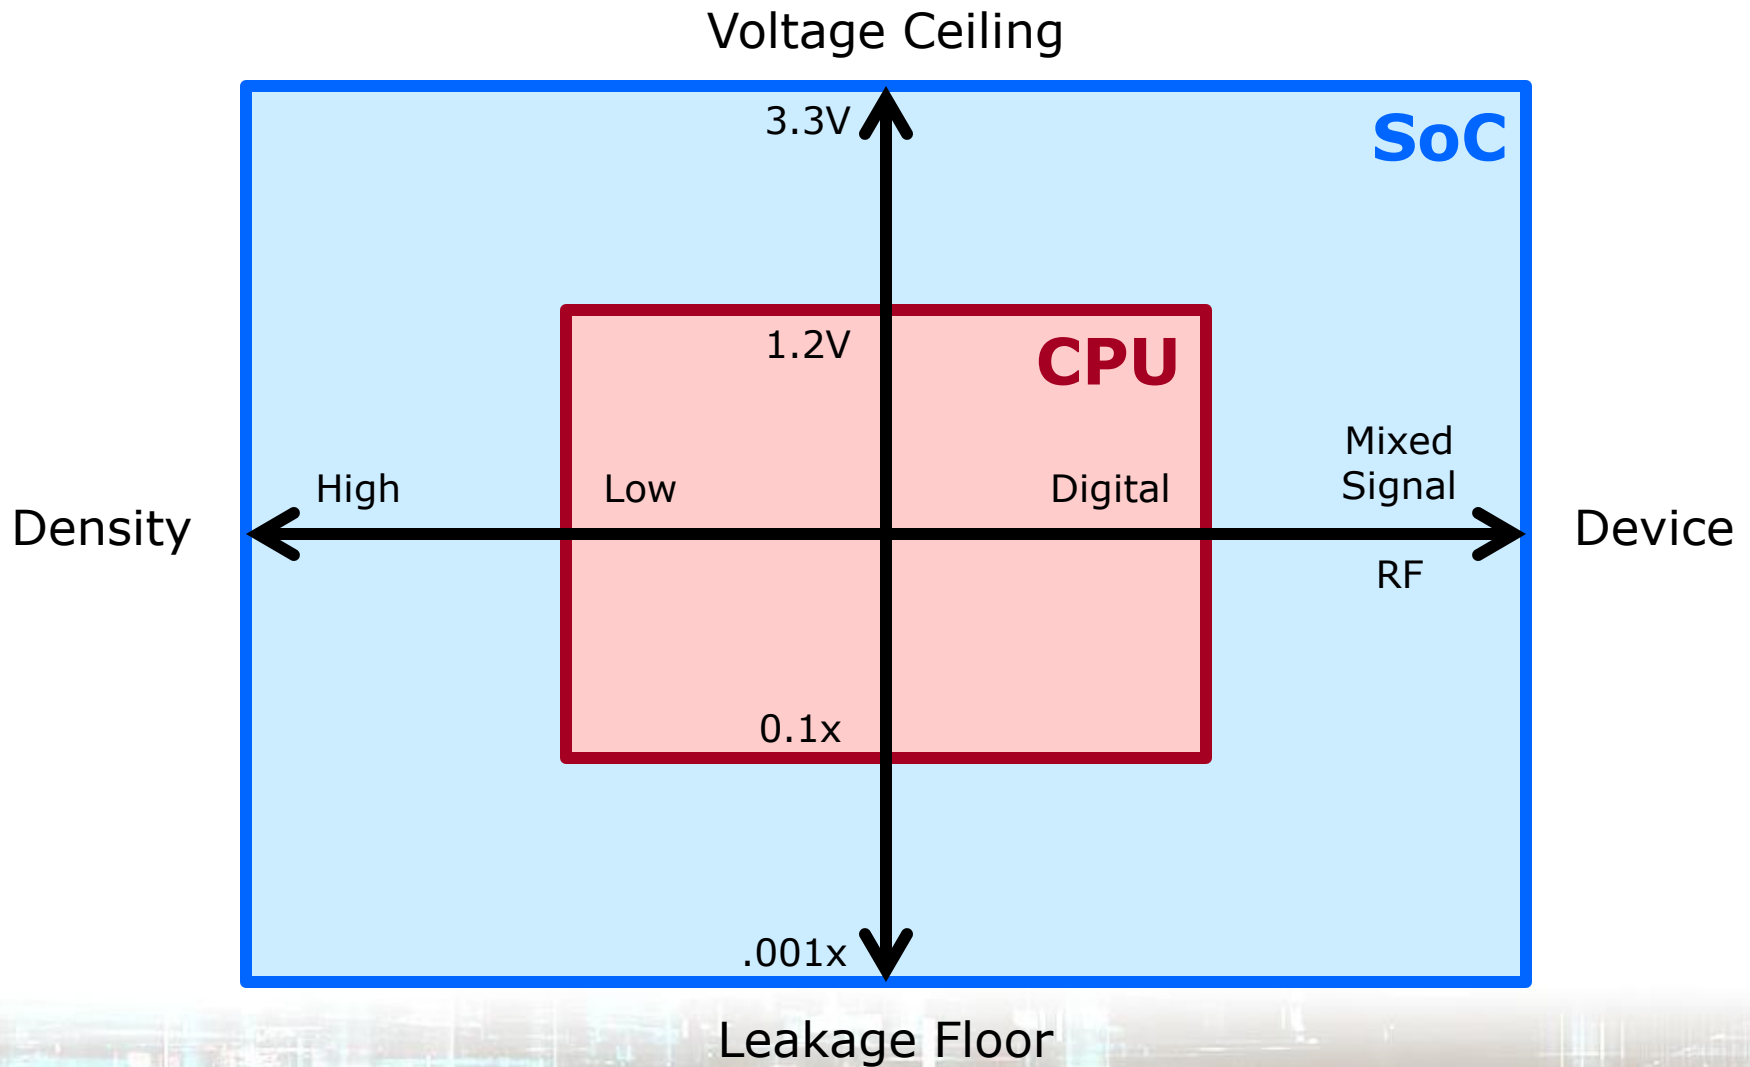 Voltage Ceiling
3.3V
SoC
1.2V
CPU
Mixed
Signal
High
Low
Digital
Density
Device
RF
0.1x
.001x
Leakage Floor